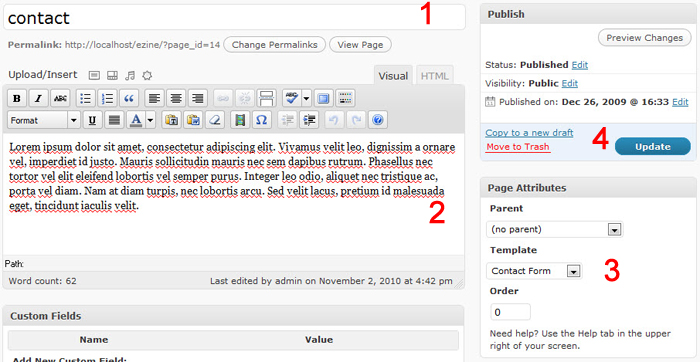 contact
1
Permalink: http://localhost/ezine/?page_id=14 Change Permalinks View Page
Upload/Insert
Visual HTML
B I ABC
ABC
Format U A
Lorem ipsum dolor sit amet, consectetur adipiscing elit. Vivamus velit leo, dignissim a ornare
vel, imperdiet id justo. Mauris sollicitudin mauris nec sem dapibus rutrum. Phasellus nec
tortor vel elit eleifend lobortis vel semper purus. Integer leo odio, aliquet nec tristique ac,
porta vel diam. Nam at diam turpis, nec lobortis arcu. Sed velit lacus, pretium id malesuada
eget, tincidunt iaculis velit.
2
Path:
Word count: 62 Last edited by admin on November 2, 2010 at 4:42 pm
Custom Fields
Name Value
Add New Custom Field:
Publish
Preview Changes
Status: Published Edit
Visibility: Public Edit
Published on: Dec 26, 2009 @ 16:33 Edit
Copy to a new draft
4
Move to Trash Update
Page Attributes
Parent
(no parent)
Template
Contact Form
3
Order
0
Need help? Use the Help tab in the upper
right of your screen.